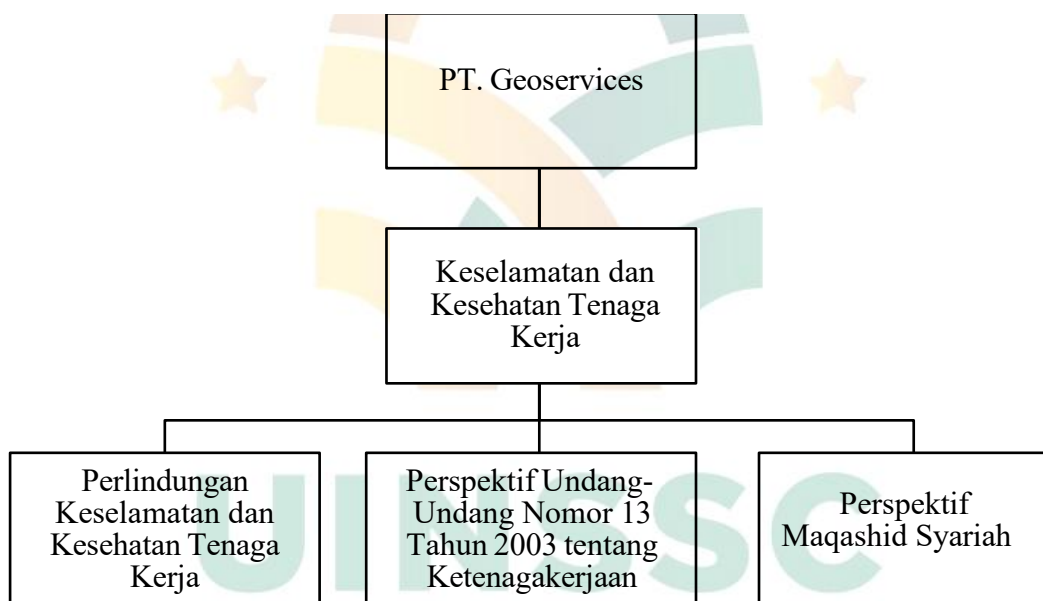 PT. Geoservices
Keselamatan dan
Kesehatan Tenaga
Kerja
Perlindungan
Keselamatan dan
Kesehatan Tenaga
Kerja
Perspektif Undang-
Undang Nomor 13
Tahun 2003 tentang
Ketenagakerjaan
Perspektif
Maqashid Syariah
UINSSC